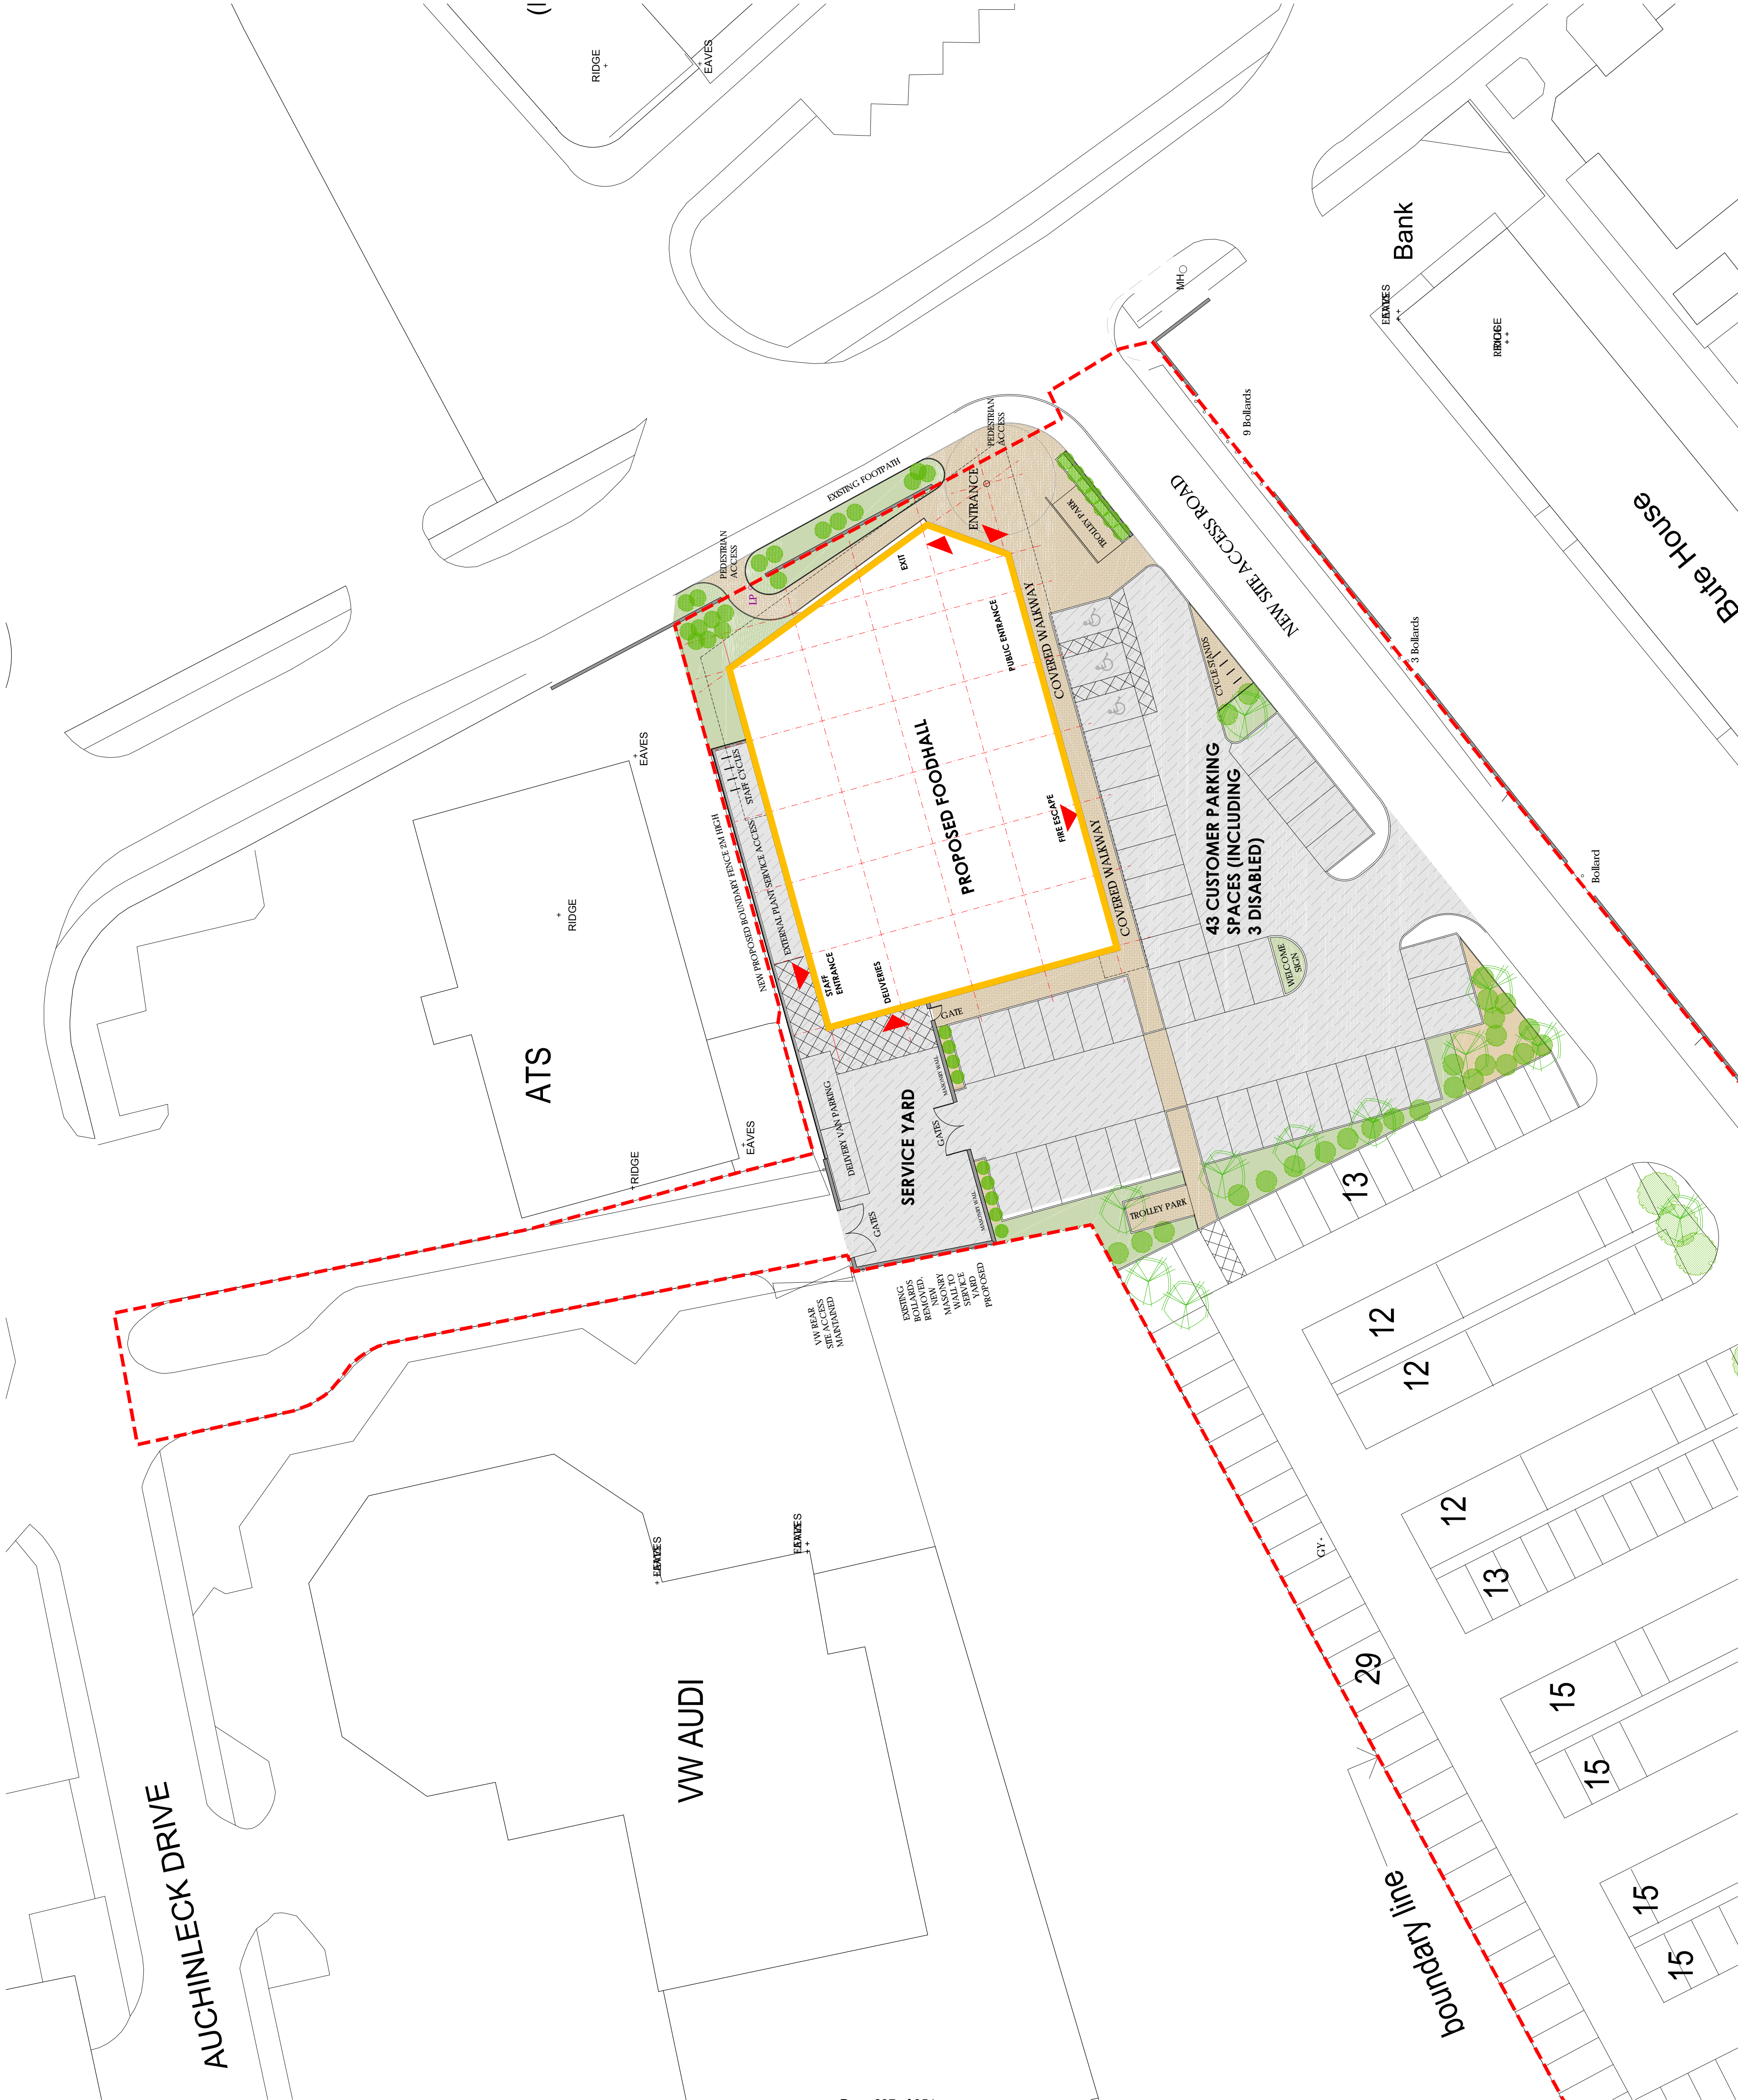 RIDGE
EAVES
Bank
MH
EAVES
RIDGE
9 Bollards
EXISTING FOOTPATH
PEDESTRIAN
ACCESS
PEDESTRIAN
ACCESS
LP
ENTRANCE
EXIT
TROLLEY PARK
NEW SITE ACCESS ROAD
Bute House
PUBLIC ENTRANCE
COVERED WALKWAY
CYCLE STANDS
3 Bollards
EAVES
STAFF CYCLES
NEW PROPOSED BOUNDARY FENCE 2M HIGH
EXTERNAL PLANT SERVICE ACCESS
PROPOSED FOODHALL
FIRE ESCAPE
COVERED WALKWAY
43 CUSTOMER PARKING
SPACES (INCLUDING
3 DISABLED)
Bollard
RIDGE
STAFF
ENTRANCE
DELIVERIES
WELCOME
SIGN
GATE
ATS
MASONRY WALL
DELIVERY VAN PARKING
SERVICE YARD
GATES
EAVES
RIDGE
GATES
MASONRY WALL
TROLLEY PARK
13
VW REAR
SITE ACCESS
MAINTAINED
EXISTING
BOLLARDS
REMOVED.
NEW
MASONRY
WALL TO
SERVICE
YARD
PROPOSED
12
12
12
13
GY
EAVES
EAVES
29
15
15
VW AUDI
AUCHINLECK DRIVE
boundary line
15
15